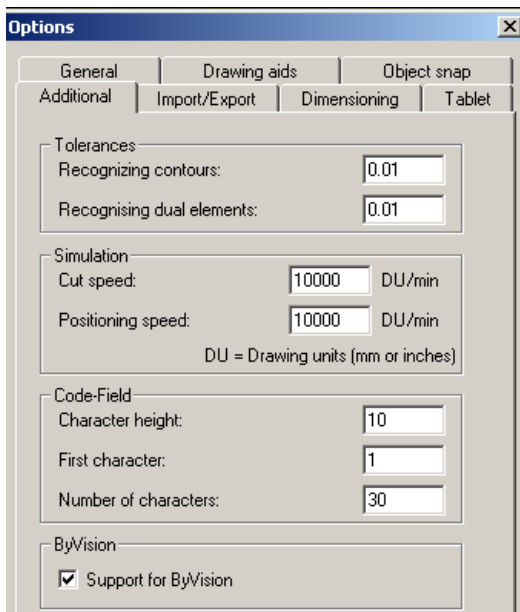 Options
General Drawing aids Object snap
Additional Import/Export Dimensioning Tablet
Tolerances
Recognizing contours: 0.01
Recognising dual elements: 0.01
Simulation
Cut speed: 10000 DU/min
Positioning speed: 10000 DU/min
DU = Drawing units (mm or inches)
Code-Field
Character height: 10
First character: 1
Number of characters: 30
ByVision
Support for ByVision